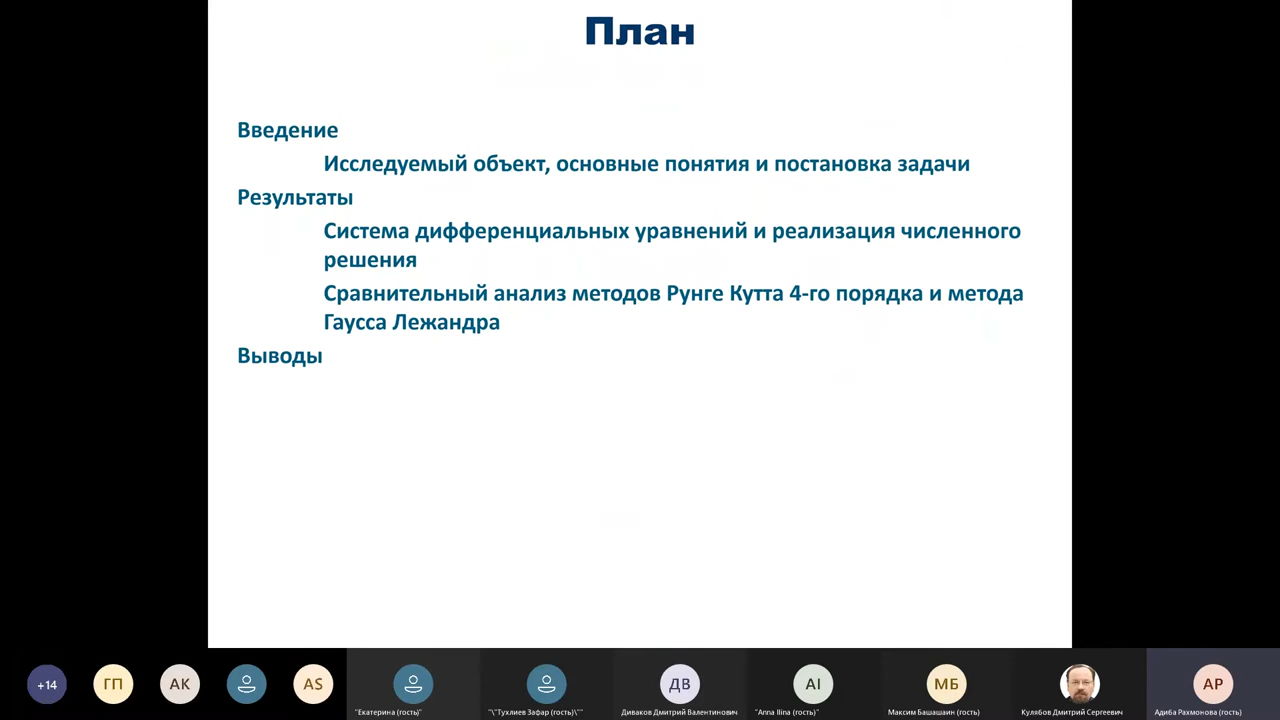 План
Введение
Исследуемый объект, основные понятия и постановка задачи
Результаты
Система дифференциальных уравнений и реализация численного
решения
Сравнительный анализ методов Рунге Кутта 4-го порядка и метода
Гаусса Лежандра
Выводы
+14
ГП
АК
AS
ДВ
AI
МБ
АР
"Екатерина (гость)"
"\"Тухлиев Зафар (гость)\""
Диваков Дмитрий Валентинович
"Anna Ilina (гость)"
Максим Башашаин (гость)
Кулябов Дмитрий Сергеевич
Адиба Рахмонова (гость)